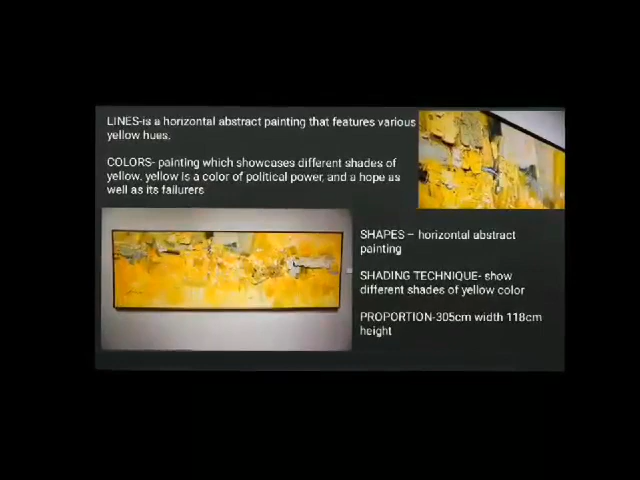 LINES-is a horizontal abstract painting that features various
yellow hues.
COLORS- painting which showcases different shades of
yellow. yellow is a color of political power, and a hope as
well as its failurers
SHAPES – horizontal abstract
painting
SHADING TECHNIQUE- show
different shades of yellow color
PROPORTION-305cm width 118cm
height